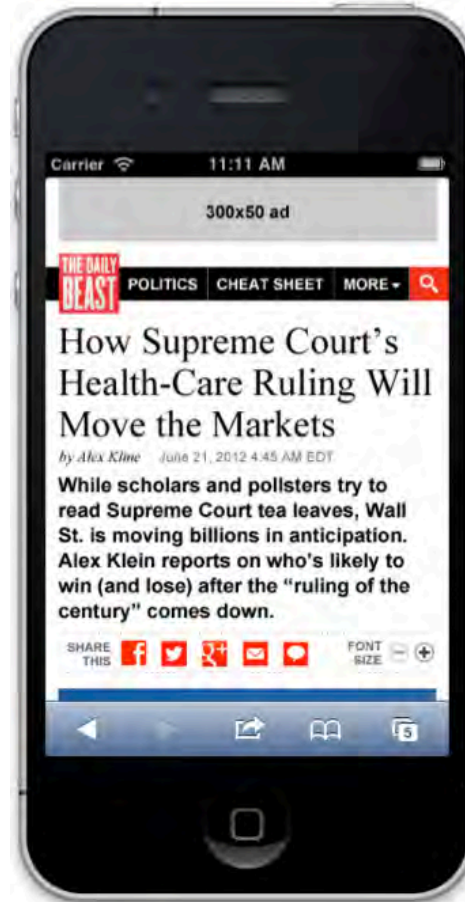 Carrier 11:11 AM
300x50 ad
THE DAILY
BEAST
POLITICS CHEAT SHEET MORE
How Supreme Court's
Health-Care Ruling Will
Move the Markets
by Alex Kline June 21, 2012 4:45 AM EDT
While scholars and pollsters try to
read Supreme Court tea leaves, Wall
St. is moving billions in anticipation.
Alex Klein reports on who's likely to
win (and lose) after the “ruling of the
century” comes down.
SHARE
THIS
f g+
FONT
SIZE
5